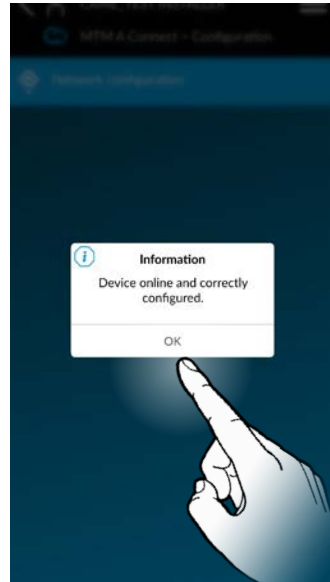 MTM A Connect - Configuration
Network configuration
Information
Device online and correctly
configured.
OK